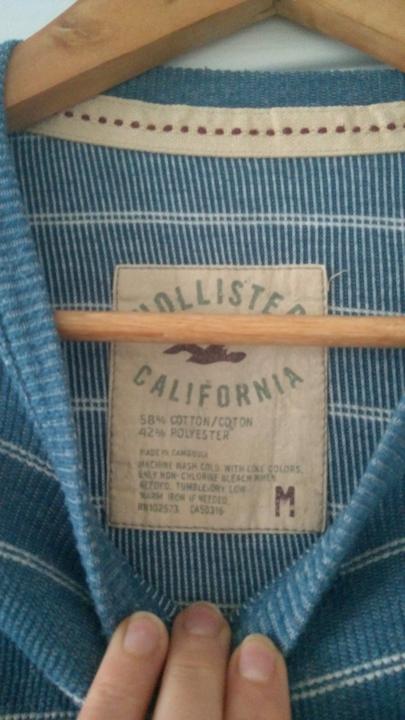 HOLLISTER
CALIFORNIA
58% COTTON/COTON
42% POLYESTER
MADE IN CAMBODIA
MACHINE WASH COLD, WITH LIKE COLORS,
ONLY NON-CHLORINE BLEACH WHEN
NEEDED, TUMBLE DRY LOW
WARM IRON IF NEEDED.
RN102573 CA50316
M